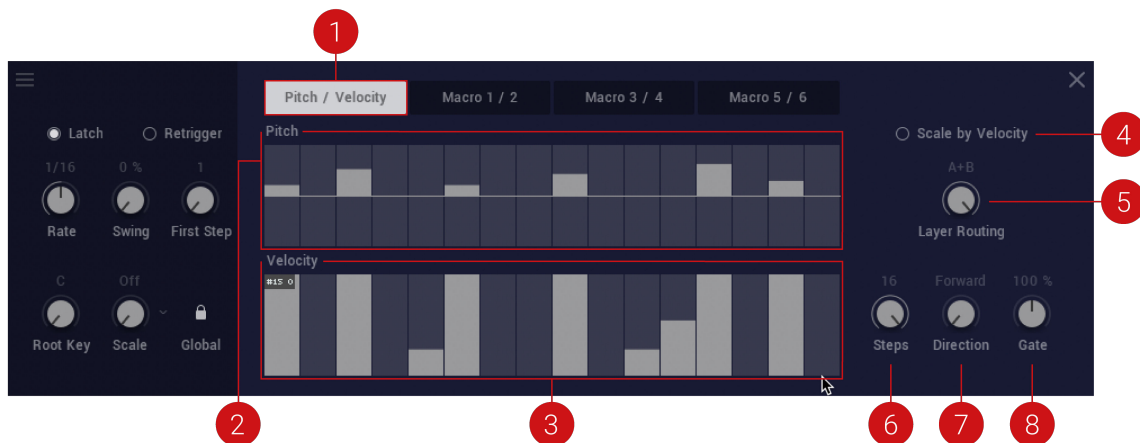 1
Pitch / Velocity
Macro 1 / 2
Macro 3 / 4
Macro 5 / 6
Latch
Retrigger
Pitch
Scale by Velocity
4
2
1/16
0 %
1
A+B
5
Rate
Swing
First Step
Layer Routing
Velocity
#15 0
C
Off
16
Forward
100 %
Root Key
Scale
Global
Steps
Direction
Gate
2
3
6
7
8